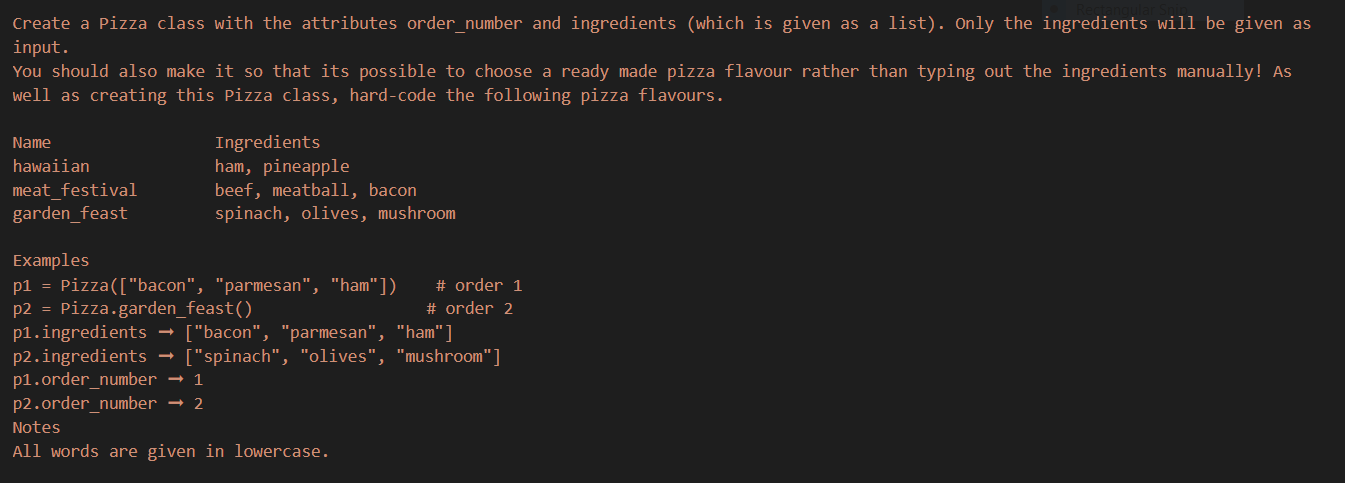 Create a Pizza class with the attributes order_number and ingredients (which is given as a list). Only the ingredients will be given as
input.
You should also make it so that its possible to choose a ready made pizza flavour rather than typing out the ingredients manually! As
well as creating this Pizza class, hard-code the following pizza flavours.
Name Ingredients
hawaiian ham, pineapple
meat_festival beef, meatball, bacon
garden_feast spinach, olives, mushroom
Examples
p1 = Pizza(["bacon", "parmesan", "ham"]) # order 1
p2 = Pizza.garden_feast() # order 2
p1.ingredients ➞ ["bacon", "parmesan", "ham"]
p2.ingredients ➞ ["spinach", "olives", "mushroom"]
p1.order_number ➞ 1
p2.order_number ➞ 2
Notes
All words are given in lowercase.